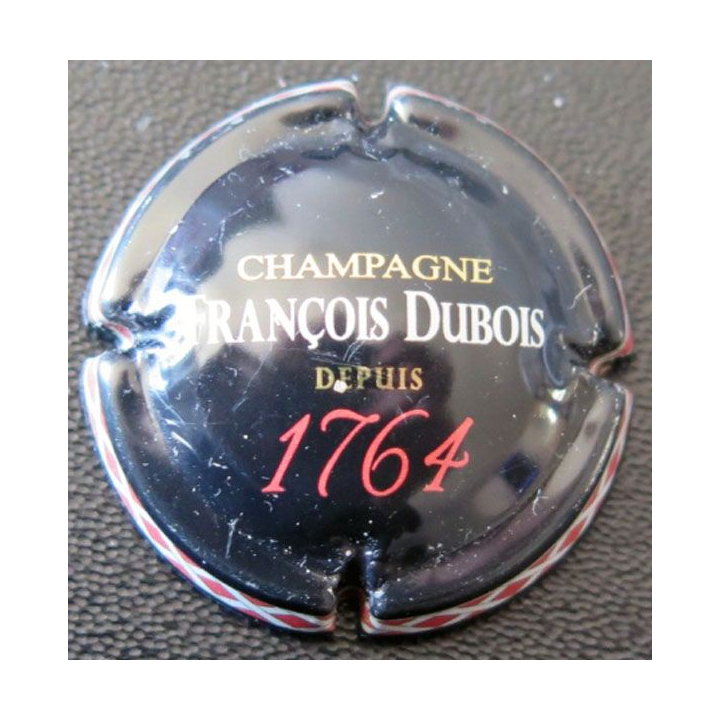 CHAMPAGNE
FRANÇOIS DUBOIS
DEPUIS
1764